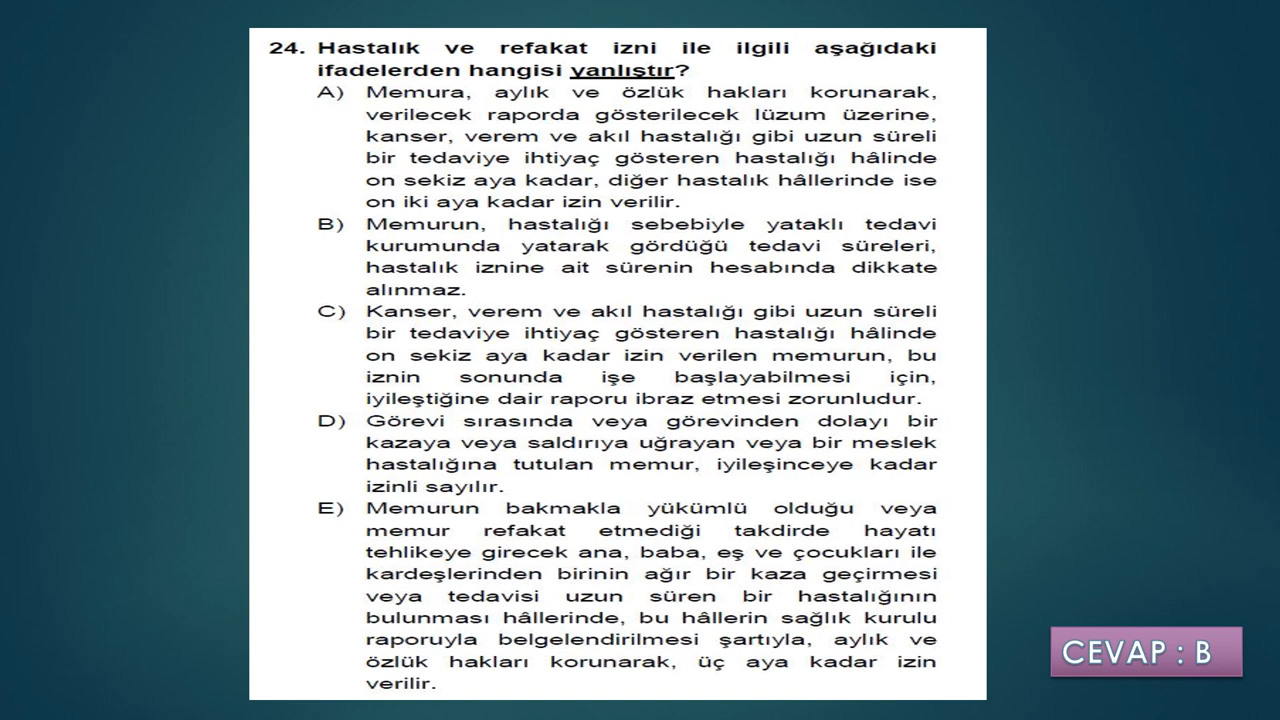 24. Hastalık ve refakat izni ile ilgili aşağıdaki
ifadelerden hangisi yanlıştır?
A) Memura, aylık ve özlük hakları korunarak,
verilecek raporda gösterilecek lüzum üzerine,
kanser, verem ve akıl hastalığı gibi uzun süreli
bir tedaviye ihtiyaç gösteren hastalığı hâlinde
on sekiz aya kadar, diğer hastalık hâllerinde ise
on iki aya kadar izin verilir.
B) Memurun, hastalığı sebebiyle yataklı tedavi
kurumunda yatarak gördüğü tedavi süreleri,
hastalık iznine ait sürenin hesabında dikkate
alınmaz.
C) Kanser, verem ve akıl hastalığı gibi uzun süreli
bir tedaviye ihtiyaç gösteren hastalığı hâlinde
on sekiz aya kadar izin verilen memurun, bu
iznin sonunda işe başlayabilmesi için,
iyileştiğine dair raporu ibraz etmesi zorunludur.
D) Görevi sırasında veya görevinden dolayı bir
kazaya veya saldırıya uğrayan veya bir meslek
hastalığına tutulan memur, iyileşinceye kadar
izinli sayılır.
E) Memurun bakmakla yükümlü olduğu veya
memur refakat etmediği takdirde hayatı
tehlikeye girecek ana, baba, eş ve çocukları ile
kardeşlerinden birinin ağır bir kaza geçirmesi
veya tedavisi uzun süren bir hastalığının
bulunması hâllerinde, bu hâllerin sağlık kurulu
raporuyla belgelendirilmesi şartıyla, aylık ve
özlük hakları korunarak, üç aya kadar izin
verilir.
CEVAP : B